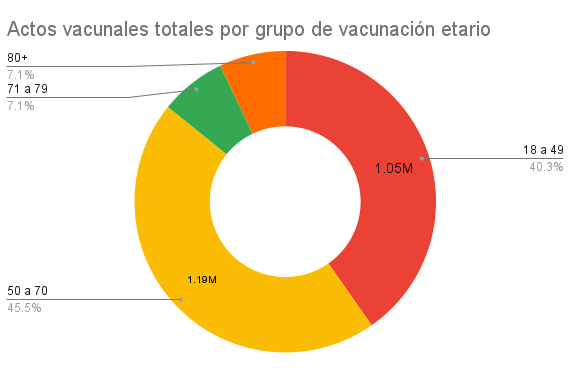 Actos vacunales totales por grupo de vacunación etario
80+
7.1%
71 a 79
7.1%
18 a 49
40.3%
1.05M
1.19M
50 a 70
45.5%